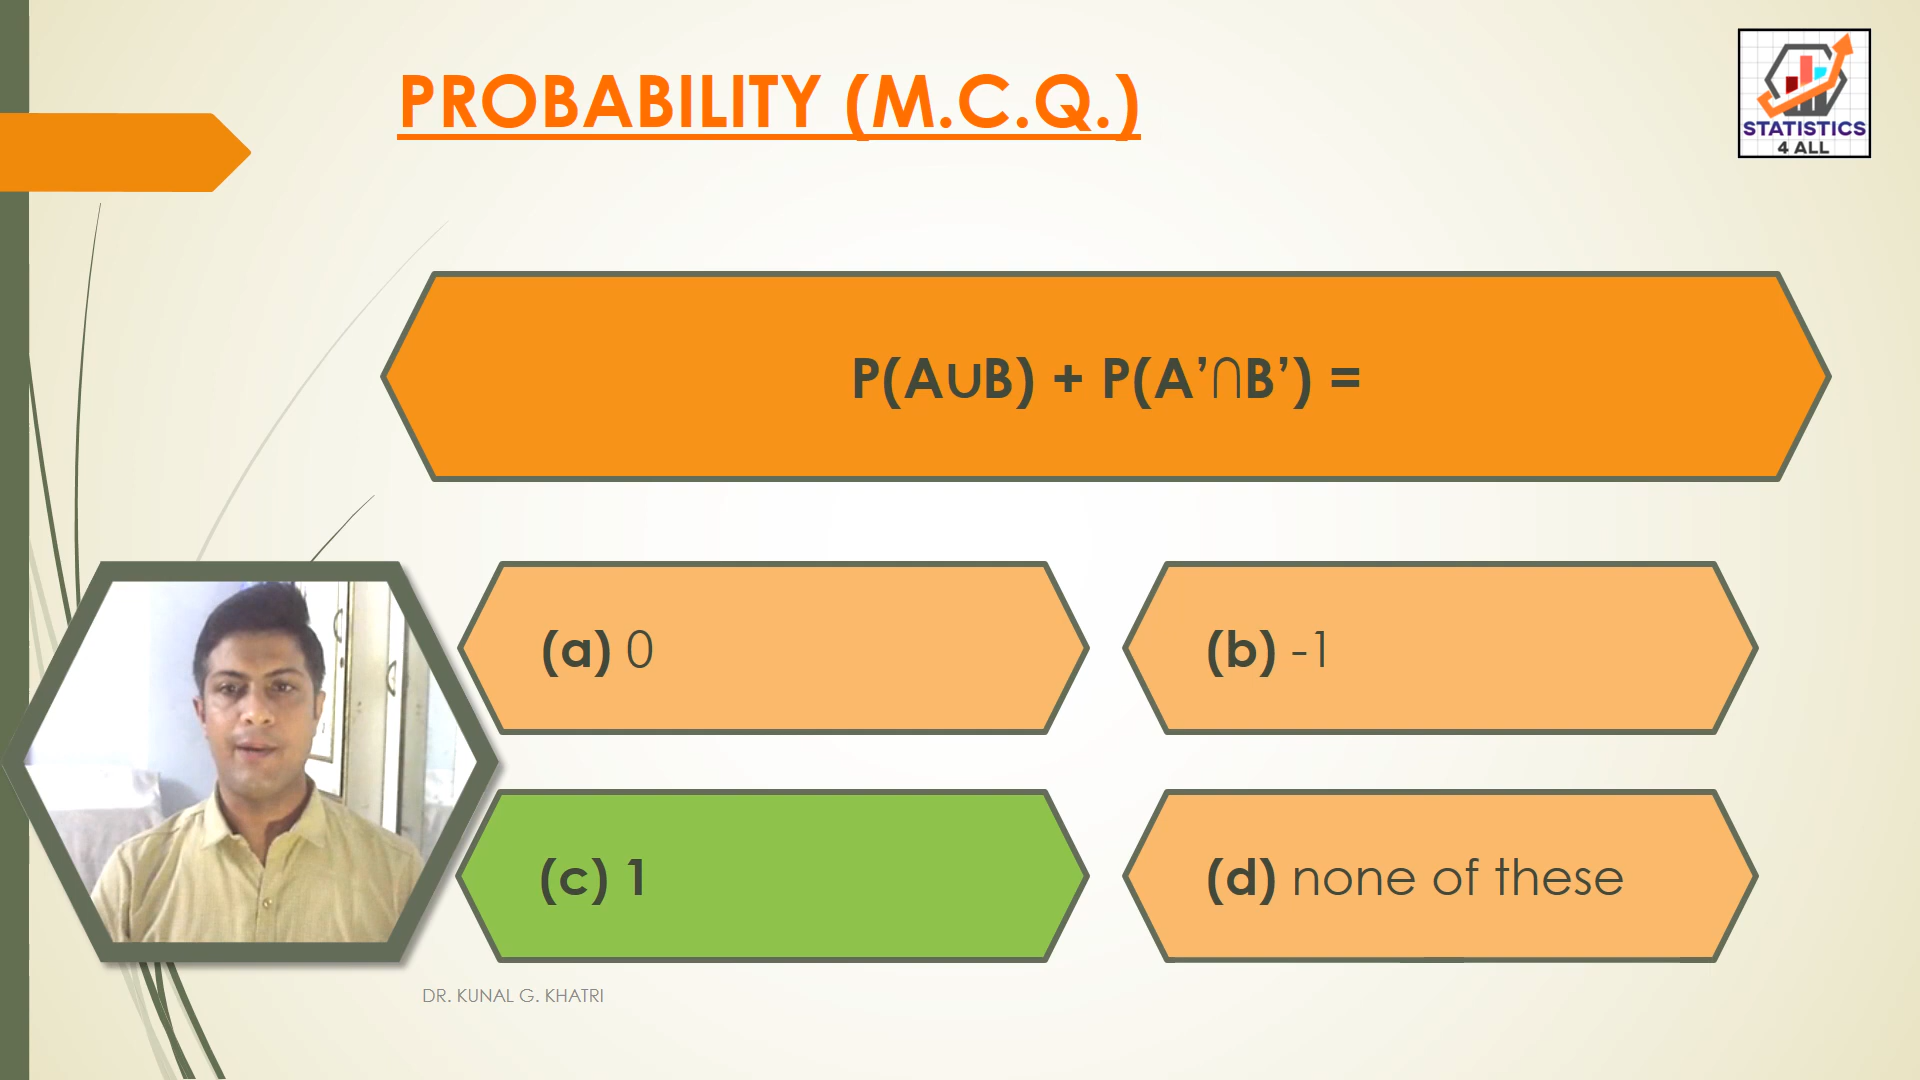 PROBABILITY (M.C.Q.)
STATISTICS
4 ALL
P(A∪B) + P(A’∩B’) =
(a) 0
(b) -1
(c) 1
(d) none of these
DR. KUNAL G. KHATRI